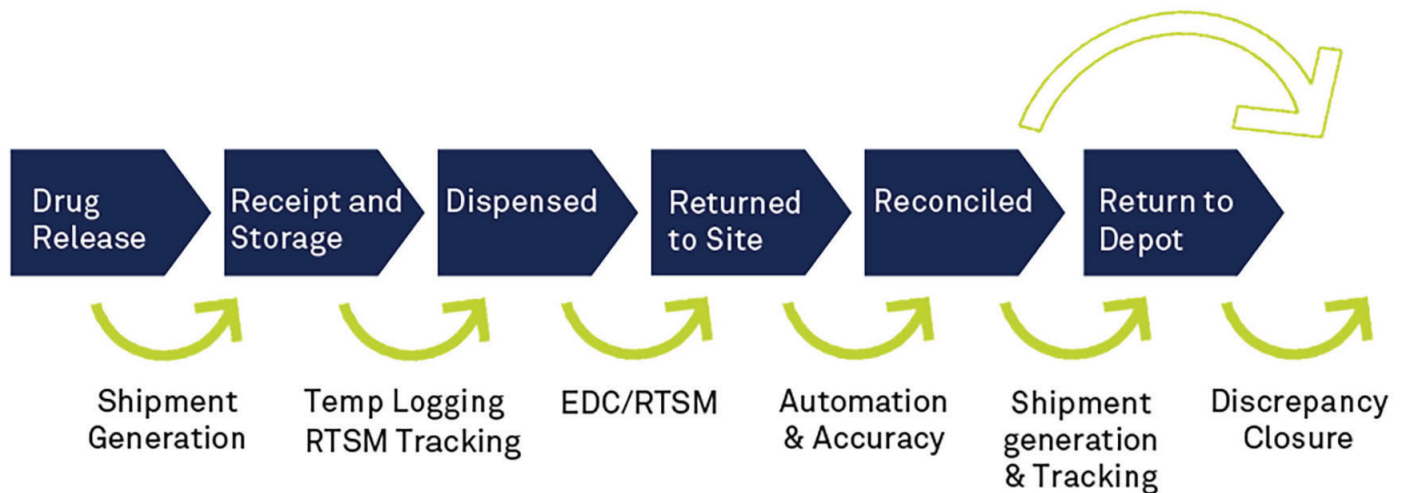 Drug
Release
Receipt and
Storage
Dispensed
Returned
to Site
Reconciled
Return to
Depot
Shipment
Generation
Temp Logging
RTSM Tracking
EDC/RTSM
Automation
& Accuracy
Shipment
generation
& Tracking
Discrepancy
Closure